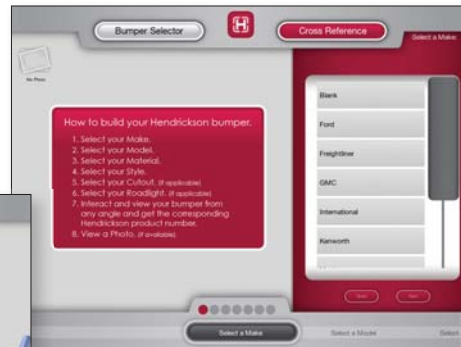 Bumper Selector
H
Cross Reference
Select a Make:
No Photo
How to build your Hendrickson bumper.
1. Select your Make.
2. Select your Model.
3. Select your Material.
4. Select your Style.
5. Select your Cutout. (if applicable)
6. Select your Roadlight. (if applicable)
7. Interact and view your bumper from
any angle and get the corresponding
Hendrickson product number.
8. View a Photo. (if available)
Blank
Ford
Freightliner
GMC
International
Kenworth
Select a Make
Select a Model
Select